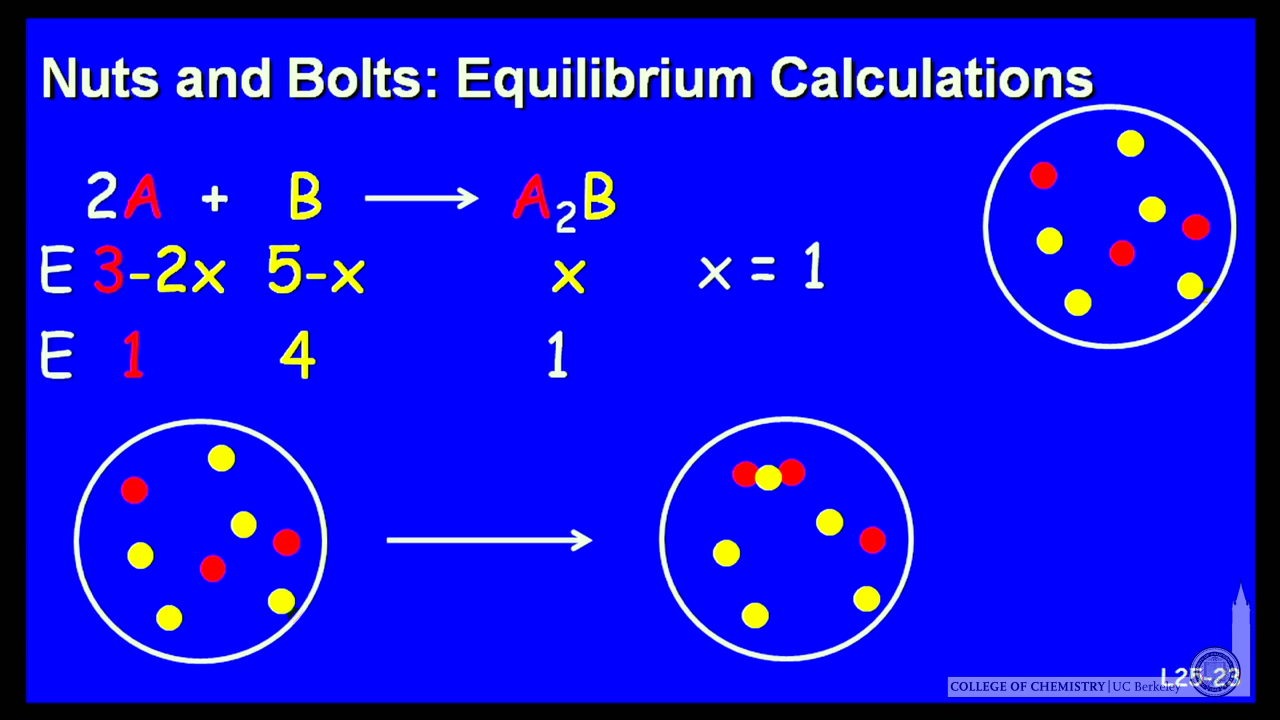 Nuts and Bolts: Equilibrium Calculations
2A + B → A₂B
E 3-2x 5-x x x = 1
E 1 4 1
L25-23
COLLEGE OF CHEMISTRY | UC Berkeley